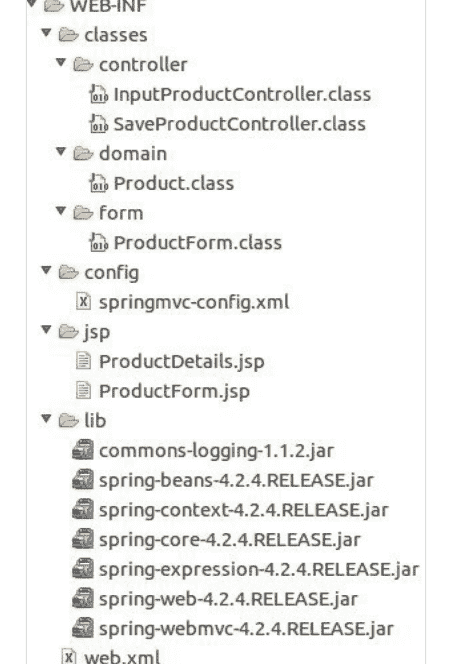 WEB-INF
classes
controller
InputProductController.class
SaveProductController.class
domain
Product.class
form
ProductForm.class
config
springmvc-config.xml
jsp
ProductDetails.jsp
ProductForm.jsp
lib
commons-logging-1.1.2.jar
spring-beans-4.2.4.RELEASE.jar
spring-context-4.2.4.RELEASE.jar
spring-core-4.2.4.RELEASE.jar
spring-expression-4.2.4.RELEASE.jar
spring-web-4.2.4.RELEASE.jar
spring-webmvc-4.2.4.RELEASE.jar
web.xml